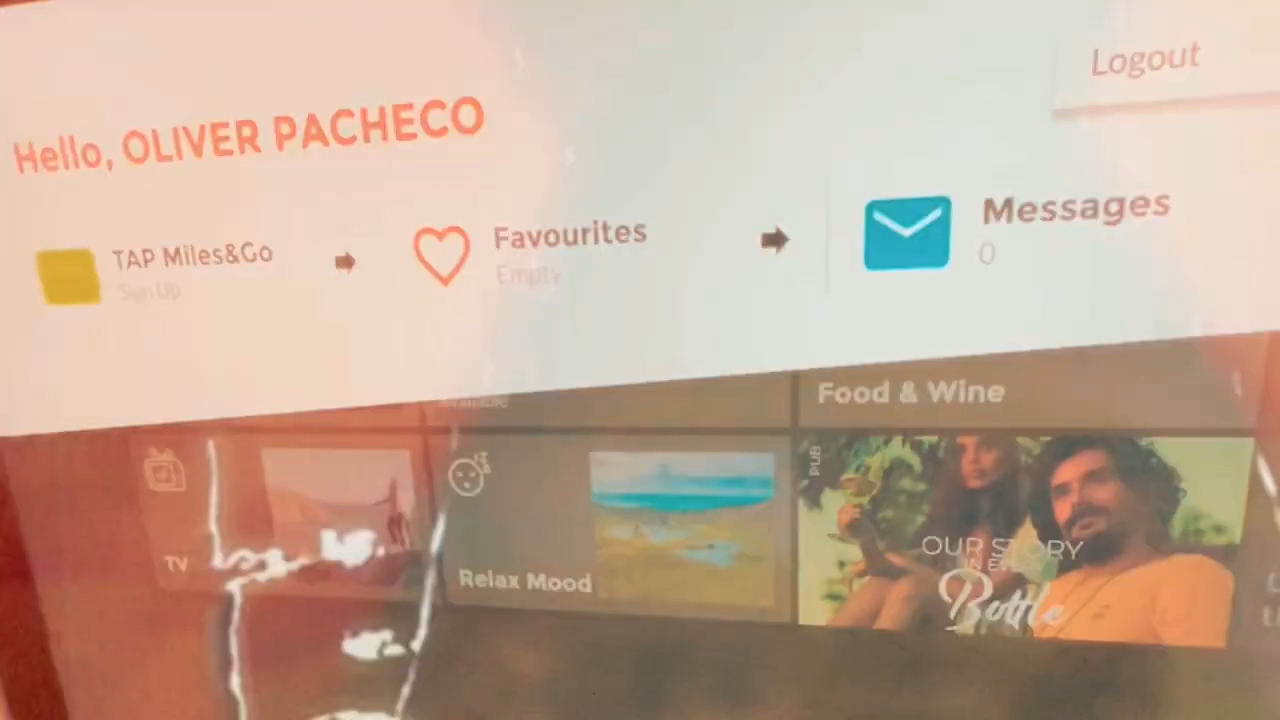 Logout
Hello, OLIVER PACHECO
TAP Miles&Go
Sign Up
Favourites
Empty
Messages
0
Food & Wine
TV
Relax Mood
PUB
OUR STORY
Bottle